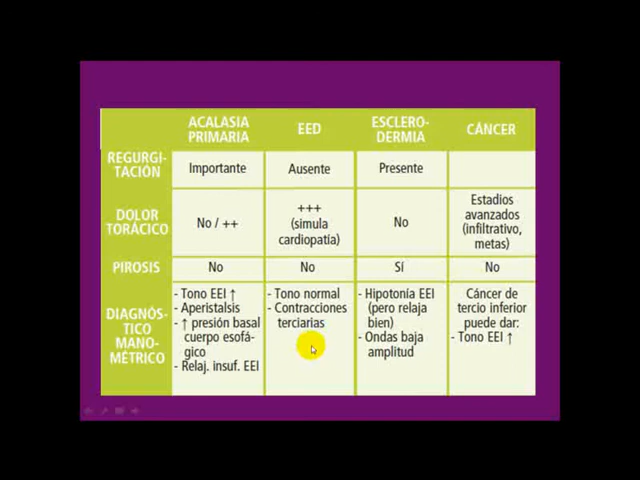 ACALASIA PRIMARIA
EED
ESCLERO-
DERMIA
CÁNCER
REGURGI-
TACIÓN
Importante
Ausente
Presente
DOLOR
TORÁCICO
No / ++
+++
(simula
cardiopatía)
No
Estadios
avanzados
(infiltrativo,
metas)
PIROSIS
No
No
Sí
No
DIAGNÓS-
TICO
MANO-
MÉTRICO
- Tono EEI ↑
- Aperistalsis
- ↑ presión basal
cuerpo esofá-
gico
- Relaj. insuf. EEI
- Tono normal
- Contracciones
terciarias
- Hipotonía EEI
(pero relaja
bien)
- Ondas baja
amplitud
Cáncer de
tercio inferior
puede dar:
- Tono EEI ↑